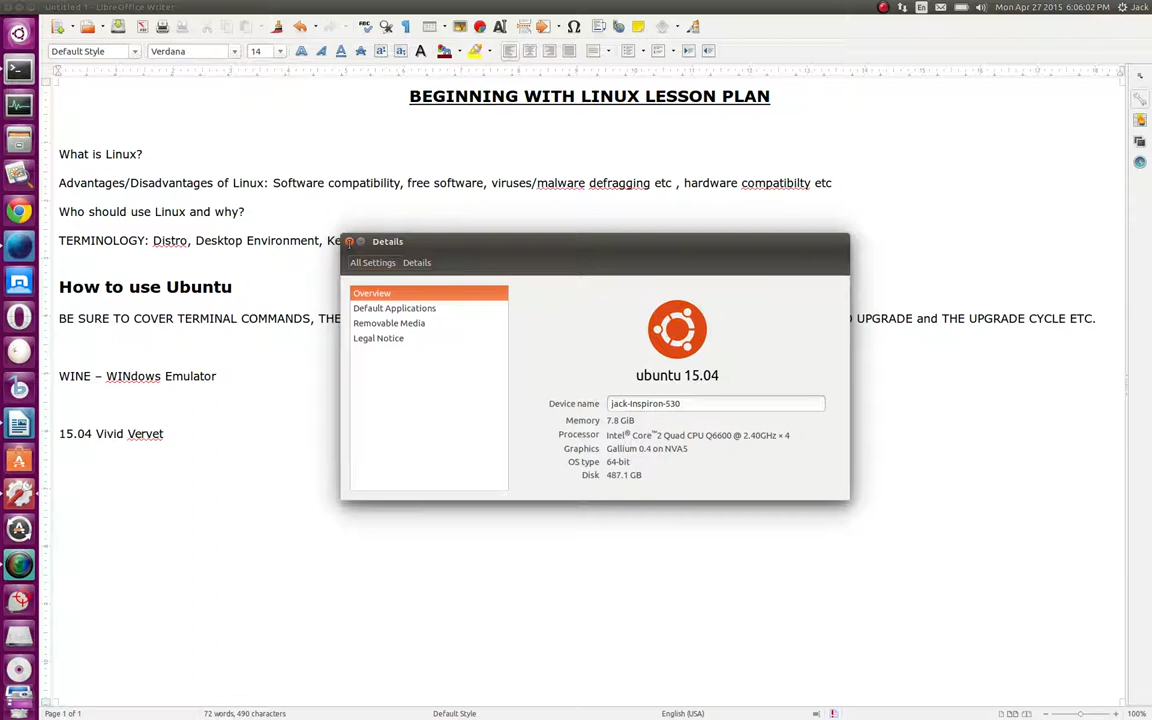 Untitled 1 - LibreOffice Writer
En
Mon Apr 27 2015 6:06:02 PM
Jack
Default Style
Verdana
14
BEGINNING WITH LINUX LESSON PLAN
What is Linux?
Advantages/Disadvantages of Linux: Software compatibility, free software, viruses/malware defragging etc , hardware compatibilty etc
Who should use Linux and why?
TERMINOLOGY: Distro, Desktop Environment, Ke
How to use Ubuntu
BE SURE TO COVER TERMINAL COMMANDS, THE
O UPGRADE and THE UPGRADE CYCLE ETC.
WINE – WINdows Emulator
15.04 Vivid Vervet
Details
All Settings Details
Overview
Default Applications
Removable Media
Legal Notice
ubuntu 15.04
Device name jack-Inspiron-530
Memory 7.8 GiB
Processor Intel® Core™2 Quad CPU Q6600 @ 2.40GHz × 4
Graphics Gallium 0.4 on NVA5
OS type 64-bit
Disk 487.1 GB
Page 1 of 1
72 words, 490 characters
Default Style
English (USA)
100%